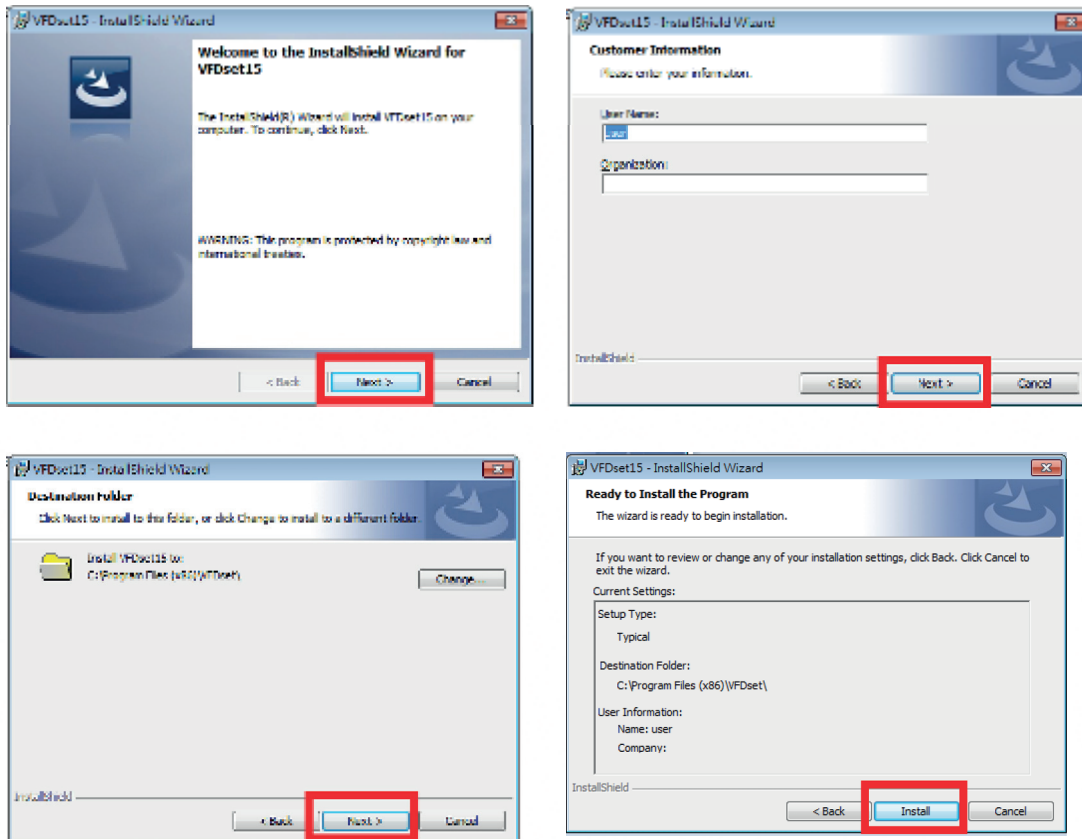 VFDset15 - InstallShield Wizard
Welcome to the InstallShield Wizard for
VFDset15
The InstallShield(R) Wizard will install VFDset15 on your
computer. To continue, click Next.
WARNING: This program is protected by copyright law and
international treaties.
< Back
Next >
Cancel
VFDset15 - InstallShield Wizard
Customer Information
Please enter your information.
User Name:
user
Organization:
InstallShield
< Back
Next >
Cancel
VFDset15 - InstallShield Wizard
Destination Folder
Click Next to install to this folder, or click Change to install to a different folder.
Install VFDset15 to:
C:\Program Files (x86)\VFDset\
Change...
InstallShield
< Back
Next >
Cancel
VFDset15 - InstallShield Wizard
Ready to Install the Program
The wizard is ready to begin installation.
If you want to review or change any of your installation settings, click Back. Click Cancel to
exit the wizard.
Current Settings:
Setup Type:
Typical
Destination Folder:
C:\Program Files (x86)\VFDset\
User Information:
Name: user
Company:
InstallShield
< Back
Install
Cancel